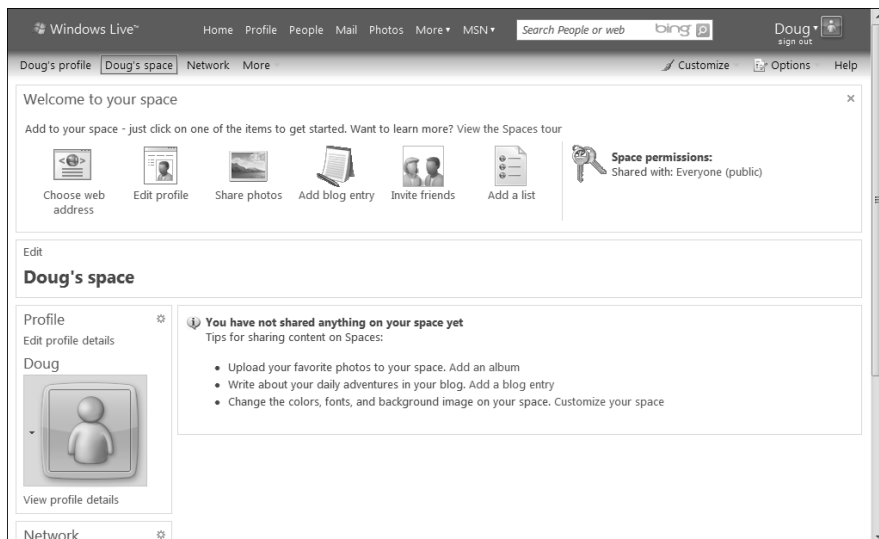 Windows Live™ Home Profile People Mail Photos More MSN Search People or web bing Doug
sign out
Doug's profile Doug's space Network More Customize Options Help
Welcome to your space
Add to your space - just click on one of the items to get started. Want to learn more? View the Spaces tour
Space permissions:
Shared with: Everyone (public)
Choose web address
Edit profile
Share photos
Add blog entry
Invite friends
Add a list
Edit
Doug's space
Profile
Edit profile details
Doug
View profile details
Network
You have not shared anything on your space yet
Tips for sharing content on Spaces:
• Upload your favorite photos to your space. Add an album
• Write about your daily adventures in your blog. Add a blog entry
• Change the colors, fonts, and background image on your space. Customize your space